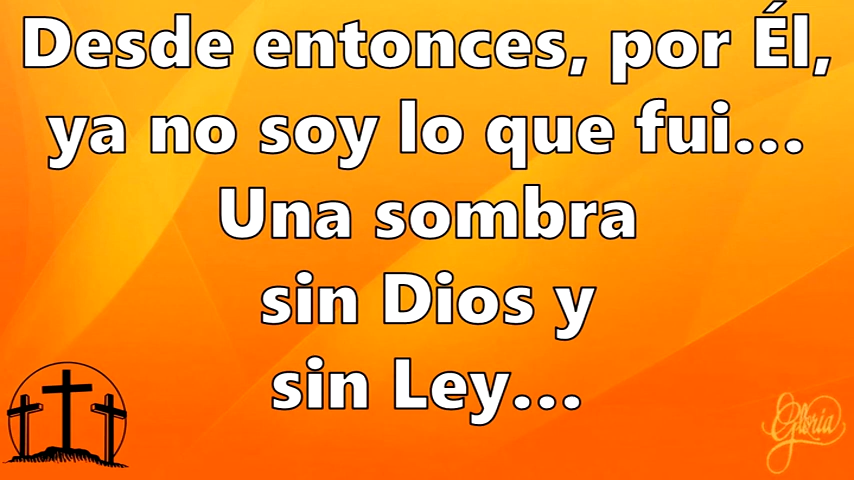 Desde entonces, por Él,
ya no soy lo que fui...
Una sombra
sin Dios y
sin Ley...
Gloria